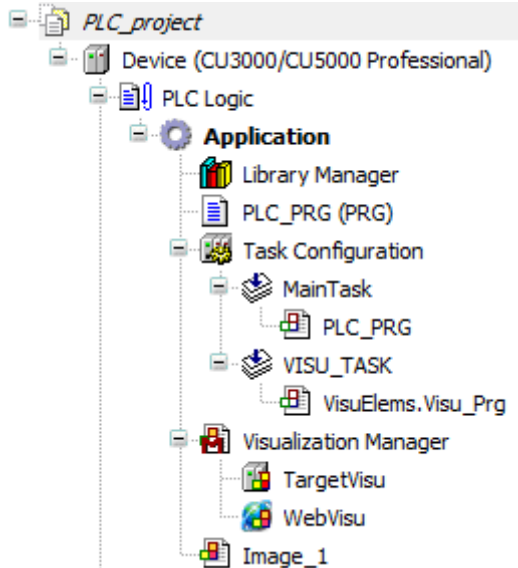 PLC_project
Device (CU3000/CU5000 Professional)
PLC Logic
Application
Library Manager
PLC_PRG (PRG)
Task Configuration
MainTask
PLC_PRG
VISU_TASK
VisuElems.Visu_Prg
Visualization Manager
TargetVisu
WebVisu
Image_1